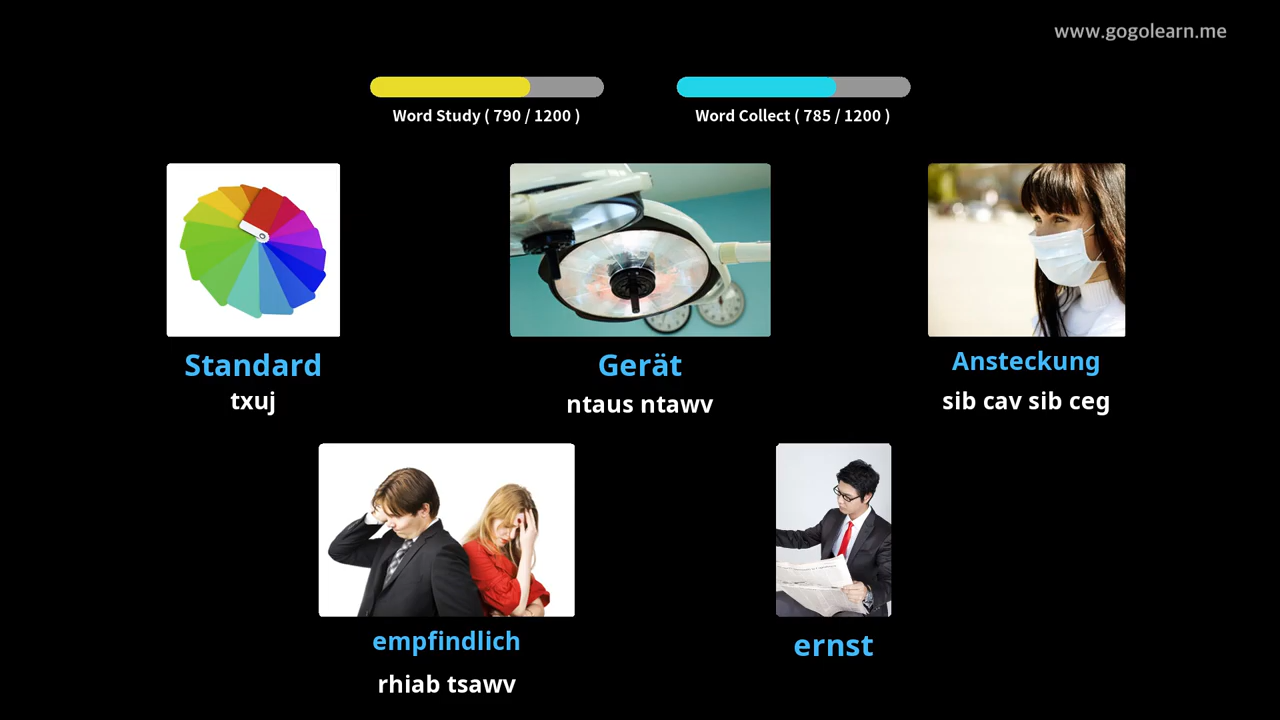 www.gogolearn.me
Word Study ( 790 / 1200 )
Word Collect ( 785 / 1200 )
Standard
txuj
Gerät
ntaus ntawv
Ansteckung
sib cav sib ceg
empfindlich
rhiab tsawv
ernst